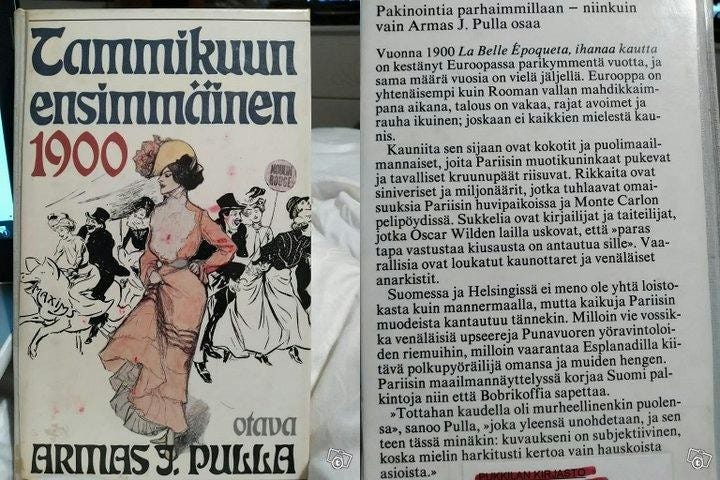 Tammikuun
ensimmäinen
1900
MOULIN
ROUGE
MAXIM
otava
ARMAS J. PULLA
Pakinointia parhaimmillaan – niinkuin
vain Armas J. Pulla osaa
Vuonna 1900 La Belle Époqueta, ihanaa kautta
on kestänyt Euroopassa parikymmentä vuotta, ja
sama määrä vuosia on vielä jäljellä. Eurooppa on
yhtenäisempi kuin Rooman vallan mahdikkaim-
pana aikana, talous on vakaa, rajat avoimet ja
rauha ikuinen; joskaan ei kaikkien mielestä kau-
nis.
Kauniita sen sijaan ovat kokotit ja puolimaail-
mannaiset, joita Pariisin muotikuninkaat pukevat
ja tavalliset kruunupäät riisuvat. Rikkaita ovat
siniveriset ja miljonäärit, jotka tuhlaavat omai-
suuksia Pariisin huvipaikoissa ja Monte Carlon
pelipöydissä. Sukkelia ovat kirjailijat ja taiteilijat,
jotka Oscar Wilden lailla uskovat, että »paras
tapa vastustaa kiusausta on antautua sille». Vaa-
rallisia ovat loukatut kaunottaret ja venäläiset
anarkistit.
Suomessa ja Helsingissä ei meno ole yhtä loisto-
kasta kuin mannermaalla, mutta kaikuja Pariisin
muodeista kantautuu tännekin. Milloin vie vossik-
ka venäläisiä upseereja Punavuoren yöravintoloi-
den riemuihin, milloin vaarantaa Esplanadilla kii-
tävä polkupyöräilijä omansa ja muiden hengen.
Pariisin maailmannäyttelyssä korjaa Suomi pal-
kintoja niin että Bobrikoffia sapettaa.
»Tottahan kaudella oli murheellinenkin puolen-
sa», sanoo Pulla, »joka yleensä unohdetaan, ja sen
teen tässä minäkin: kuvaukseni on subjektiivinen,
koska mielin harkitusti kertoa vain hauskoista
asioista.»
PUKKILAN KIRJASTO